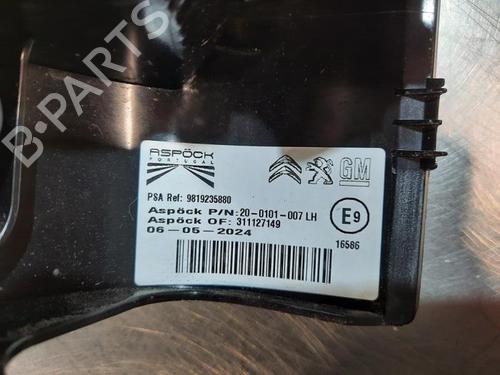 B-PARTS
ASPÖCK
PORTUGAL
GM
PSA Ref: 9819235880
Aspöck P/N: 20-0101-007 LH
Aspöck OF: 311127149
06-05-2024
E9
16586